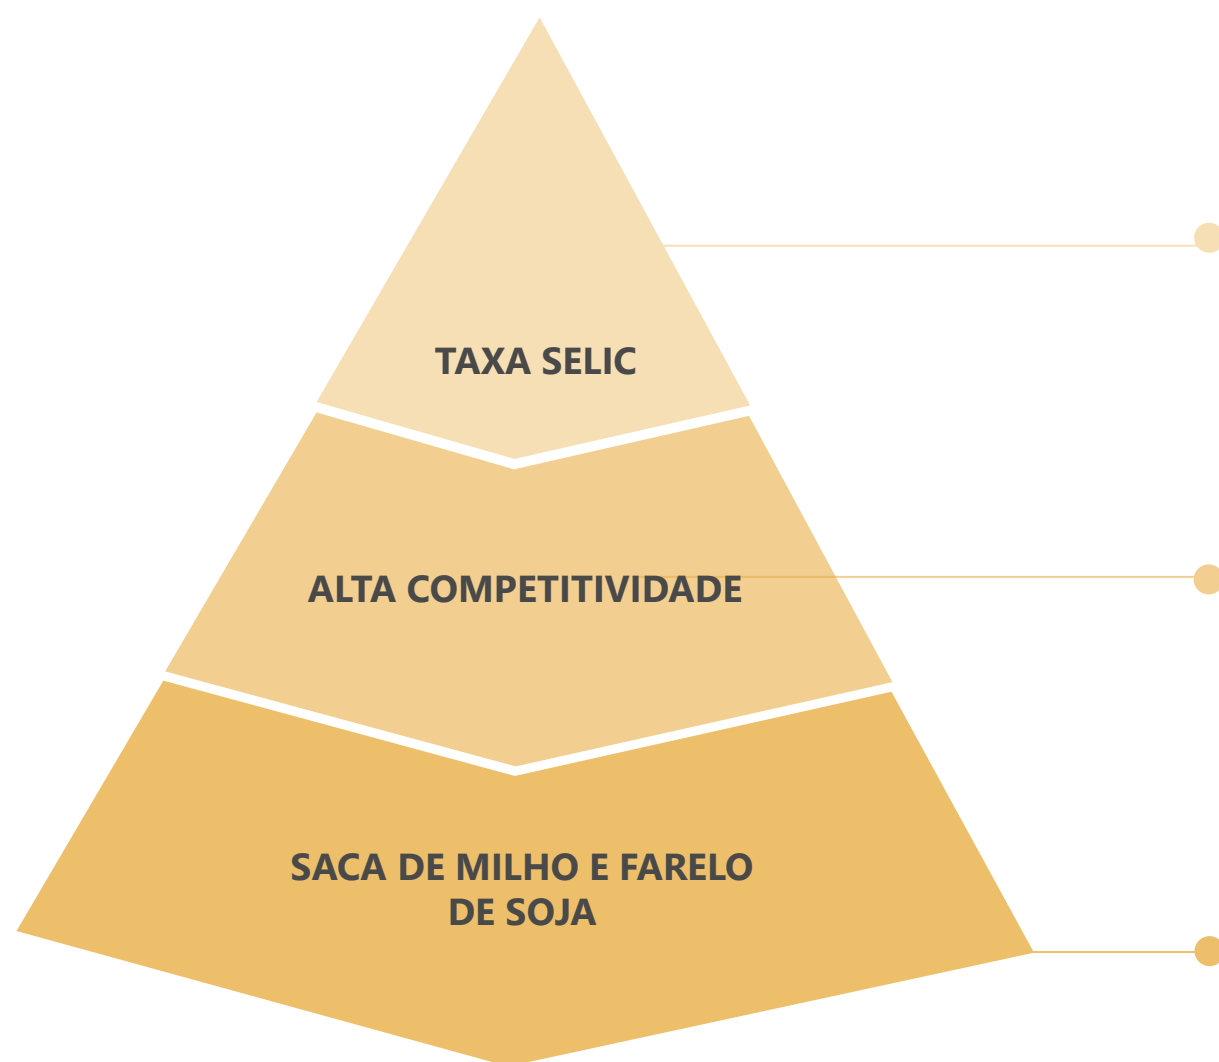 TAXA SELIC
ALTA COMPETITIVIDADE
SACA DE MILHO E FARELO
DE SOJA